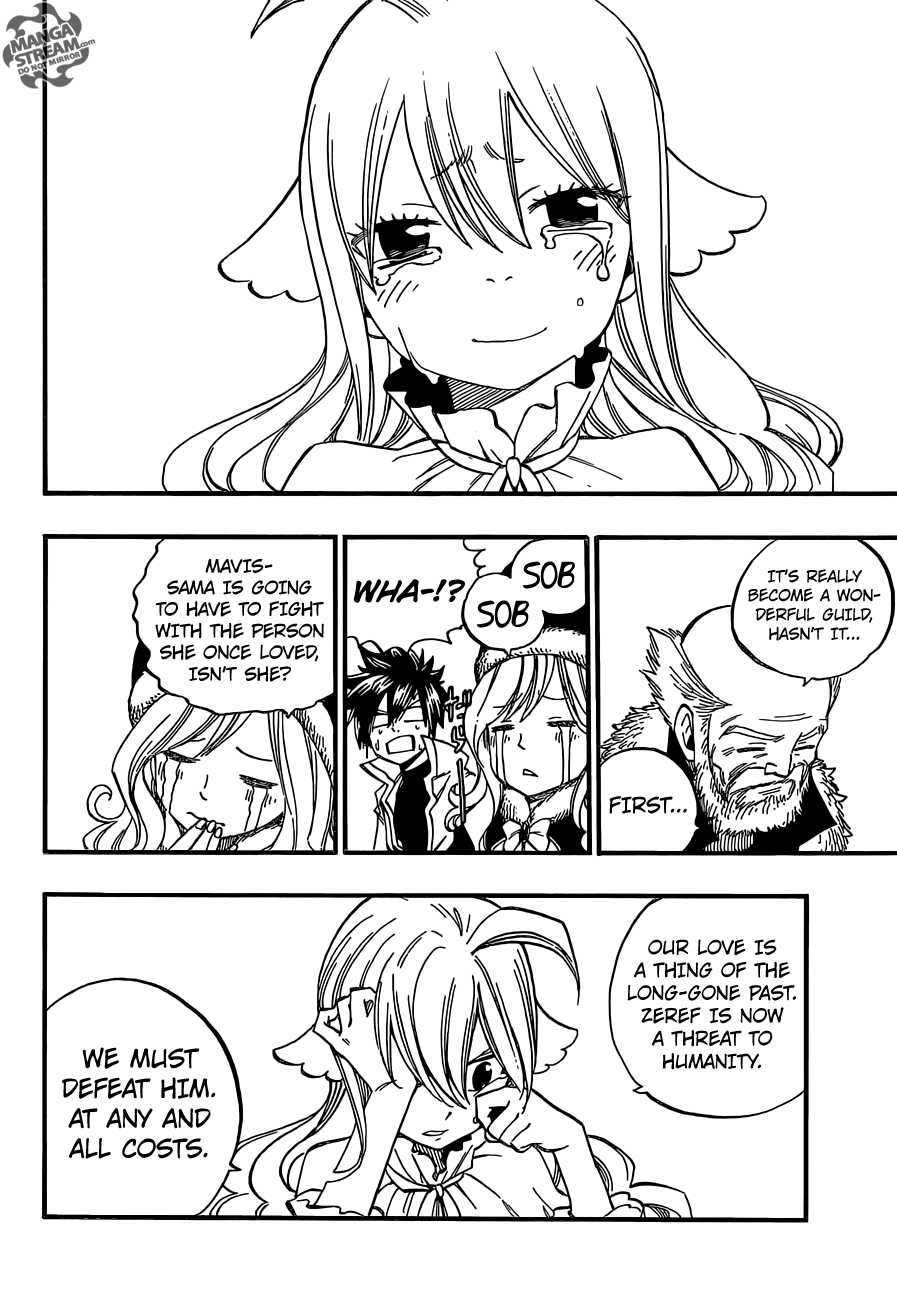 MANGA
STREAM.com
DO NOT MIRROR
IT'S REALLY
BECOME A WON-
DERFUL GUILD,
HASN'T IT...
FIRST...
SOB
SOB
WHA-!?
MAVIS-
SAMA IS GOING
TO HAVE TO FIGHT
WITH THE PERSON
SHE ONCE LOVED,
ISN'T SHE?
OUR LOVE IS
A THING OF THE
LONG-GONE PAST.
ZEREF IS NOW
A THREAT TO
HUMANITY.
WE MUST
DEFEAT HIM.
AT ANY AND
ALL COSTS.